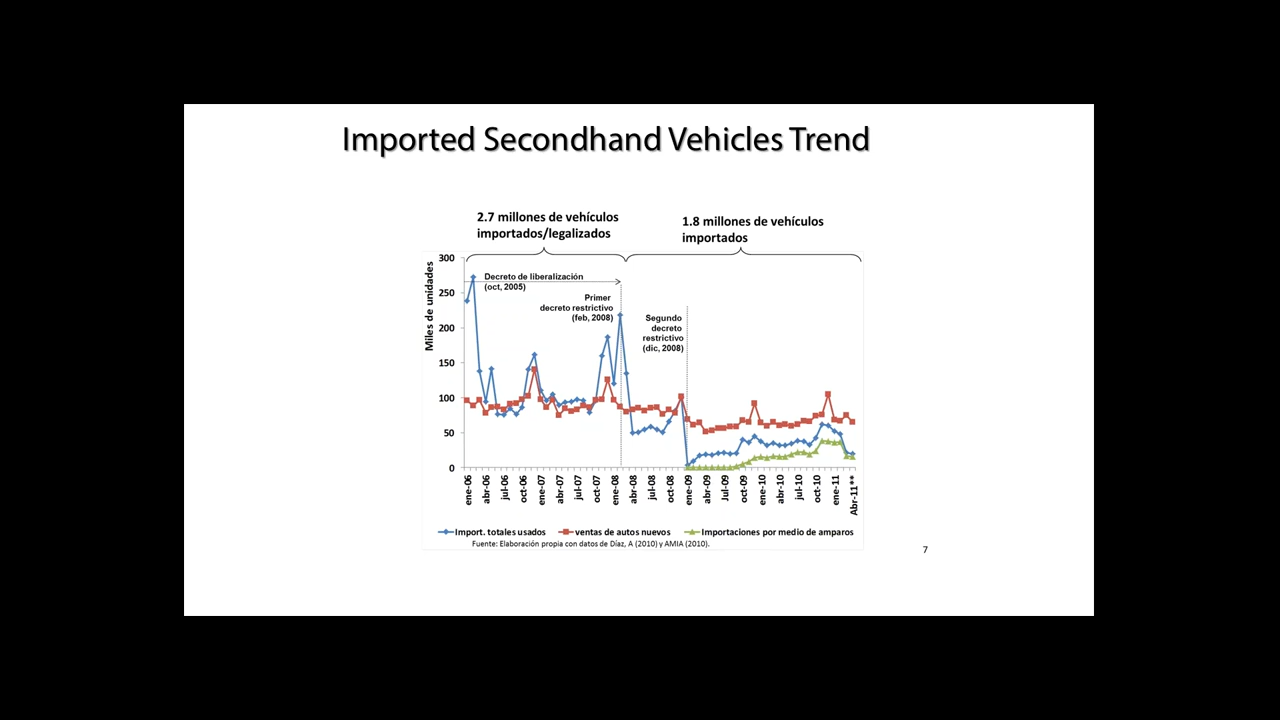 Imported Secondhand Vehicles Trend
2.7 millones de vehículos
importados/legalizados
1.8 millones de vehículos
importados
Miles de unidades
300
250
200
150
100
50
0
Decreto de liberalización
(oct, 2005)
Primer
decreto restrictivo
(feb, 2008)
Segundo
decreto
restrictivo
(dic, 2008)
ene-06
abr-06
jul-06
oct-06
ene-07
abr-07
jul-07
oct-07
ene-08
abr-08
jul-08
oct-08
ene-09
abr-09
Jul-09
oct-09
ene-10
abr-10
jul-10
oct-10
ene-11
Abr-11**
Import. totales usados
ventas de autos nuevos
Importaciones por medio de amparos
Fuente: Elaboración propia con datos de Díaz, A (2010) y AMIA (2010).
7